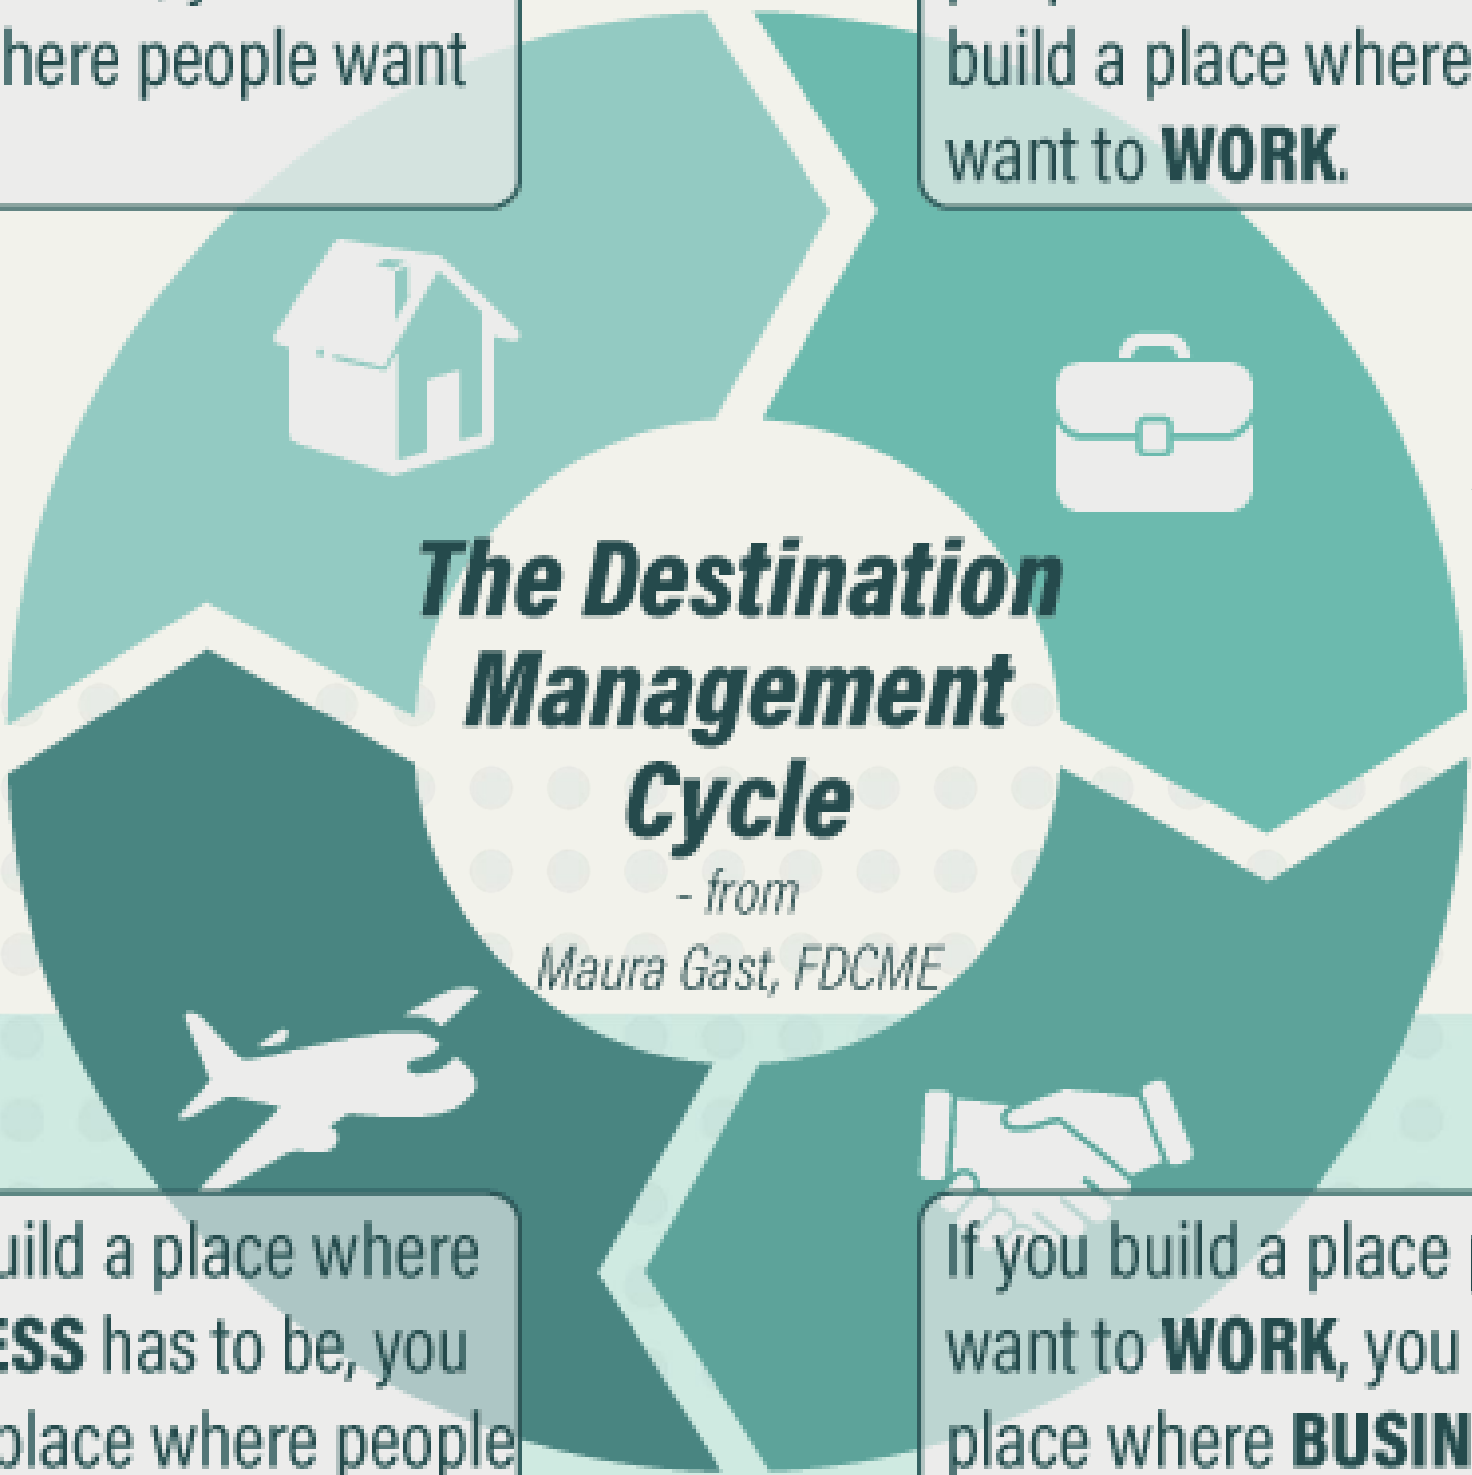 here people want
build a place where
want to WORK.
The Destination
Management
Cycle
- from
Maura Gast, FDCME
uild a place where
ESS has to be, you
place where people
If you build a place
want to WORK, you
place where BUSIN